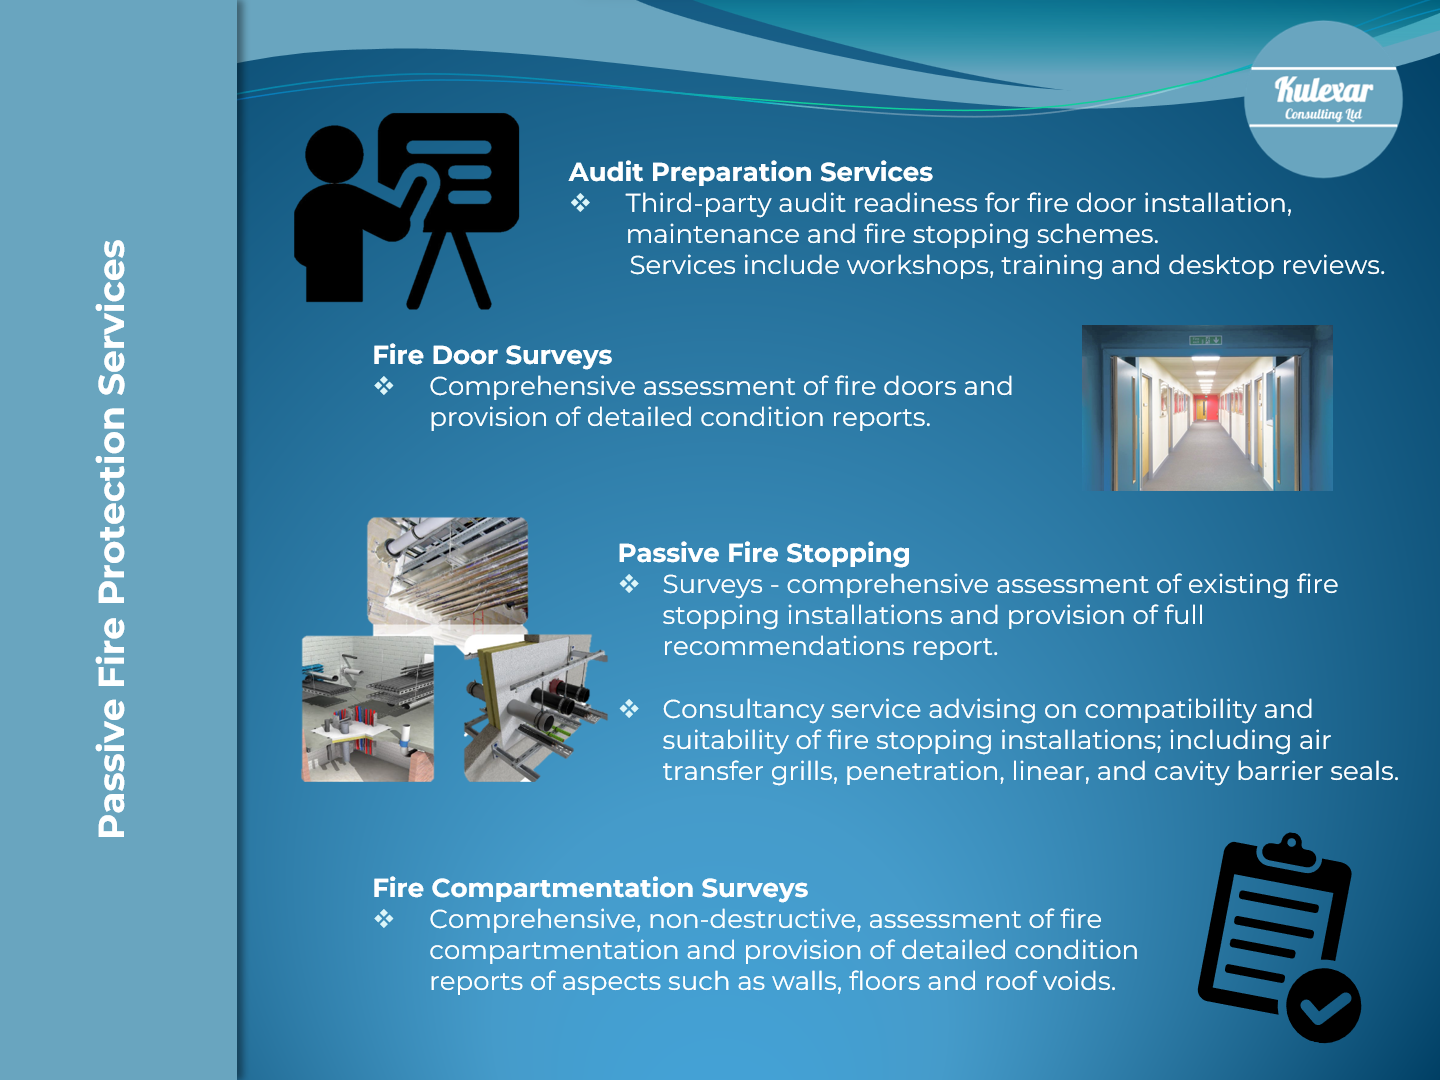 Kulexar
Consulting Ltd
Passive Fire Protection Services
Audit Preparation Services
❖ Third-party audit readiness for fire door installation,
maintenance and fire stopping schemes.
Services include workshops, training and desktop reviews.
Fire Door Surveys
❖ Comprehensive assessment of fire doors and
provision of detailed condition reports.
Passive Fire Stopping
❖ Surveys - comprehensive assessment of existing fire
stopping installations and provision of full
recommendations report.
❖ Consultancy service advising on compatibility and
suitability of fire stopping installations; including air
transfer grills, penetration, linear, and cavity barrier seals.
Fire Compartmentation Surveys
❖ Comprehensive, non-destructive, assessment of fire
compartmentation and provision of detailed condition
reports of aspects such as walls, floors and roof voids.